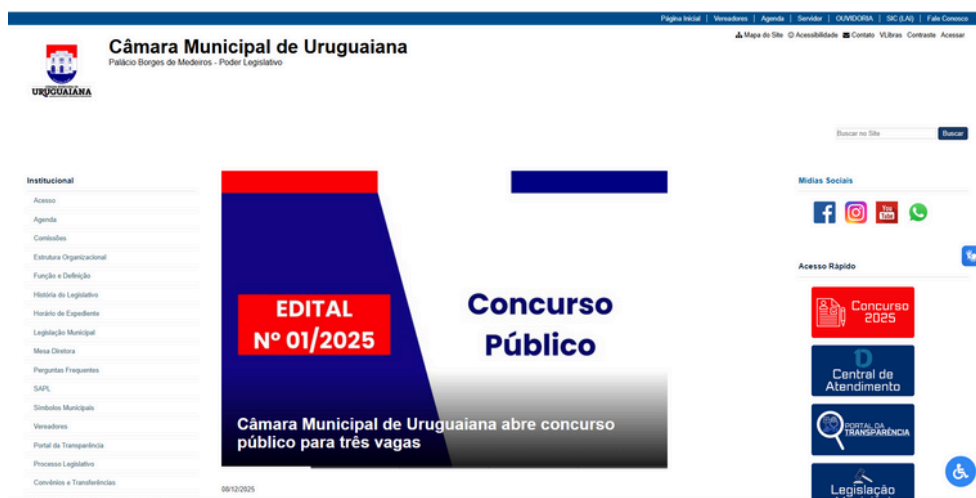 Página Inicial | Vereadores | Agenda | Servidor | OUVIDORIA | SIC (LAI) | Fale Conosco
Mapa do Site Acessibilidade Contato VLibras Contraste Acessar
Câmara Municipal de Uruguaiana
Palácio Borges de Medeiros - Poder Legislativo
URUGUAIANA
Buscar no Site Buscar
Institucional
Acesso
Agenda
Comissões
Estrutura Organizacional
Função e Definição
História do Legislativo
Horário de Expediente
Legislação Municipal
Mesa Diretora
Perguntas Frequentes
SAPL
Símbolos Municipais
Vereadores
Portal da Transparência
Processo Legislativo
Convênios e Transferências
EDITAL
Nº 01/2025
Concurso
Público
Câmara Municipal de Uruguaiana abre concurso
público para três vagas
08/12/2025
Mídias Sociais
You
Tube
Acesso Rápido
Concurso
2025
Central de
Atendimento
PORTAL DA
TRANSPARÊNCIA
Legislação